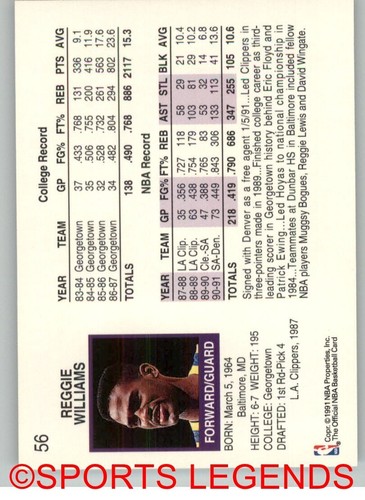 56
REGGIE
WILLIAMS
FORWARD/GUARD
BORN: March 5, 1964
Baltimore, MD
HEIGHT: 6-7 WEIGHT: 195
COLLEGE: Georgetown
DRAFTED: 1st Rd-Pick 4
L.A. Clippers, 1987
College Record
YEAR TEAM GP FG% FT% REB PTS AVG
83-84 Georgetown 37 .433 .768 131 336 9.1
84-85 Georgetown 35 .506 .755 200 416 11.9
85-86 Georgetown 32 .528 .732 261 563 17.6
86-87 Georgetown 34 .482 .804 294 802 23.6
TOTALS 138 .490 .768 886 2117 15.3
NBA Record
YEAR TEAM GP FG% FT% REB AST STL BLK AVG
87-88 LA Clip. 35 .356 .727 118 58 29 21 10.4
88-89 LA Clip. 63 .438 .754 179 103 81 29 10.2
89-90 Cle.-SA 47 .388 .765 83 53 32 14 6.8
90-91 SA-Den. 73 .449 .843 306 133 113 41 13.6
TOTALS 218 .419 .790 686 347 255 105 10.6
Signed with Denver as a free agent 1/5/91...Led Clippers in
three-pointers made in 1989...Finished college career as third-
leading scorer in Georgetown history behind Eric Floyd and
Patrick Ewing...Led Hoyas to national championship in
1984...Teammates at Dunbar HS in Baltimore included fellow
NBA players Muggsy Bogues, Reggie Lewis and David Wingate.
Copr. © 1991 NBA Properties, Inc.
The Official NBA Basketball Card
©SPORTS LEGENDS